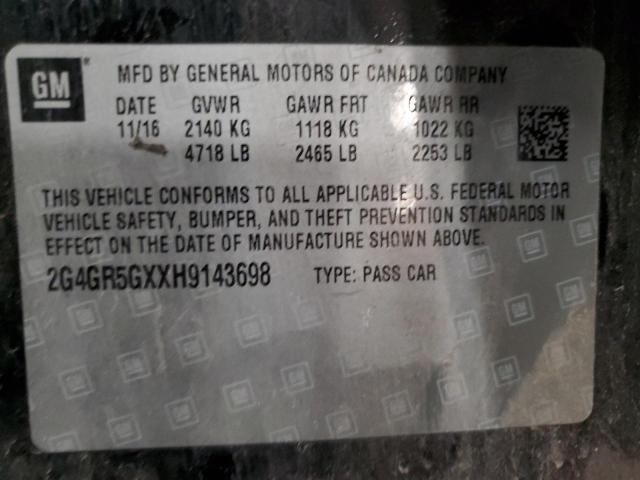 GM ®
MFD BY GENERAL MOTORS OF CANADA COMPANY
DATE GVWR GAWR FRT GAWR RR
11/16 2140 KG 1118 KG 1022 KG
4718 LB 2465 LB 2253 LB
THIS VEHICLE CONFORMS TO ALL APPLICABLE U.S. FEDERAL MOTOR
VEHICLE SAFETY, BUMPER, AND THEFT PREVENTION STANDARDS IN
EFFECT ON THE DATE OF MANUFACTURE SHOWN ABOVE.
2G4GR5GXXH9143698 TYPE: PASS CAR